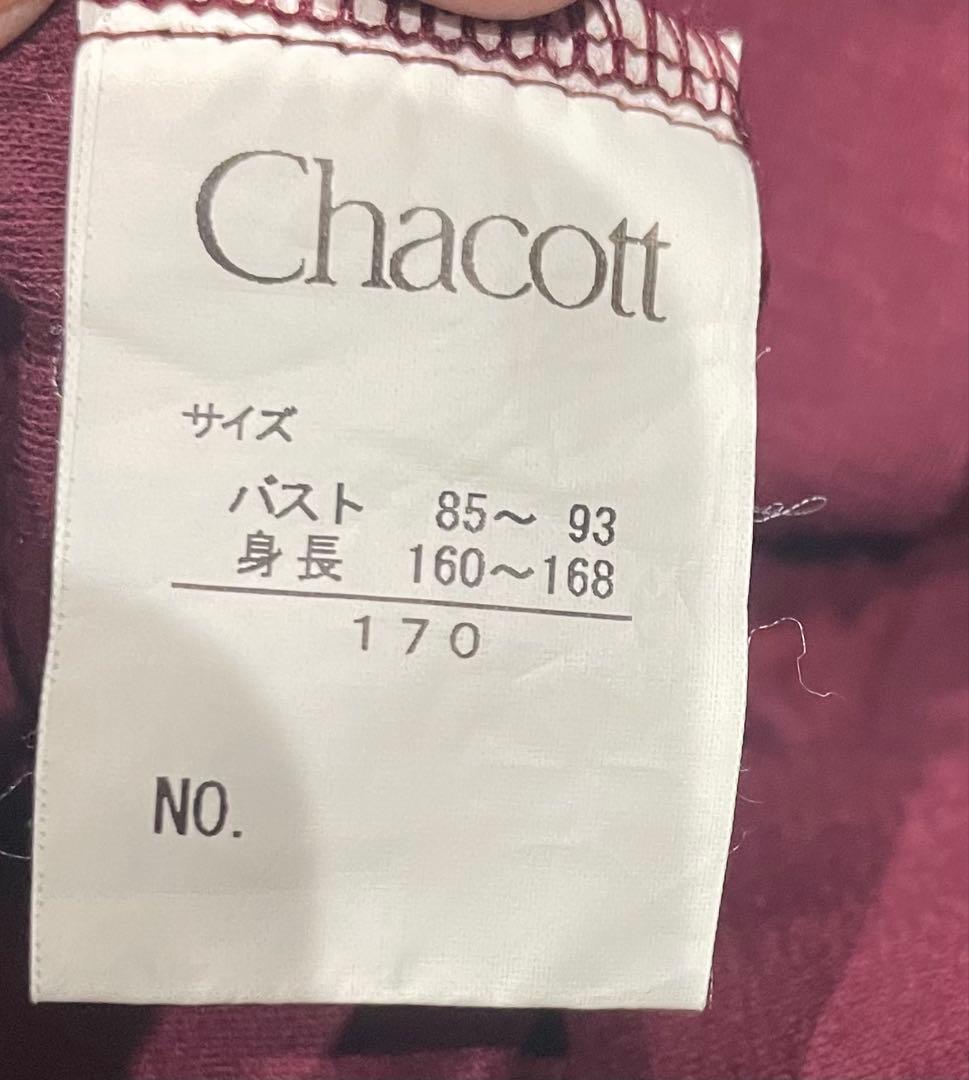 Chacott
サイズ
バスト 85～ 93
身長 160～168
１７０
NO.